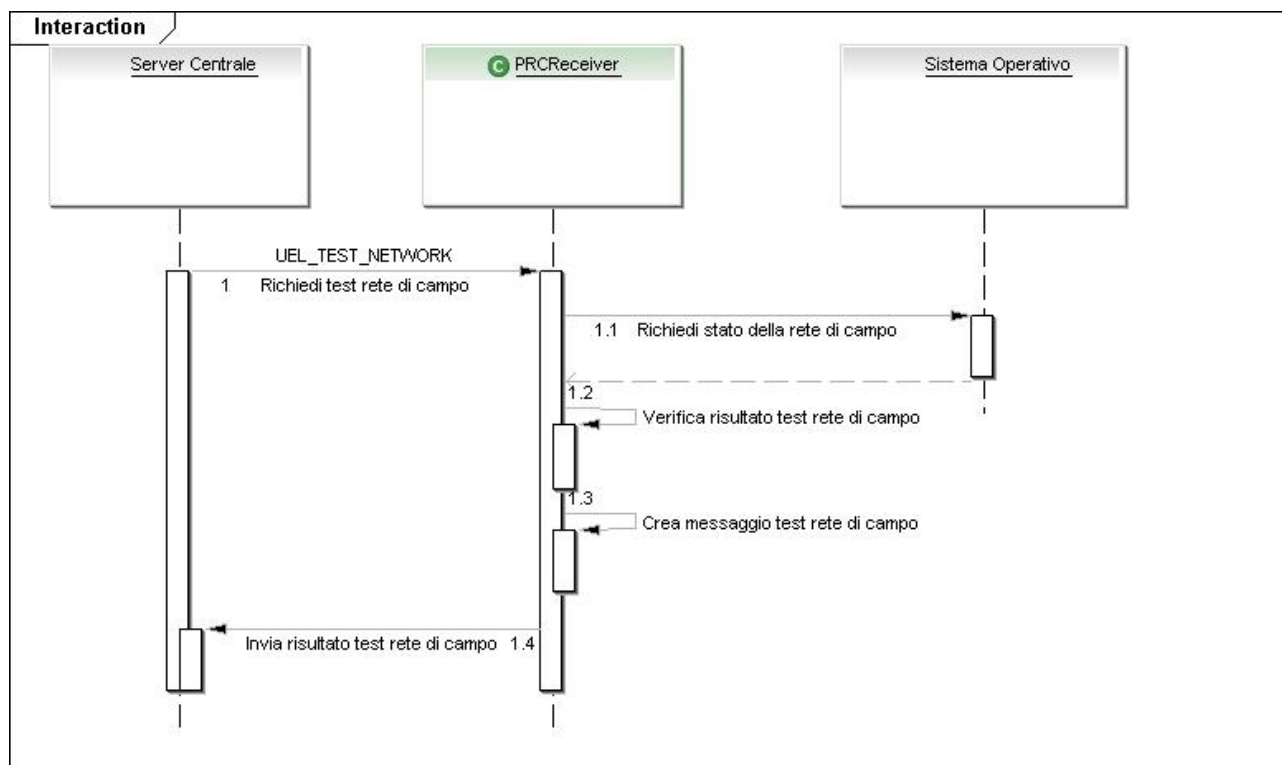 Interaction
Server Centrale
C PRCReceiver
Sistema Operativo
UEL_TEST_NETWORK
1 Richiedi test rete di campo
1.1 Richiedi stato della rete di campo
1.2
Verifica risultato test rete di campo
1.3
Crea messaggio test rete di campo
Invia risultato test rete di campo 1.4